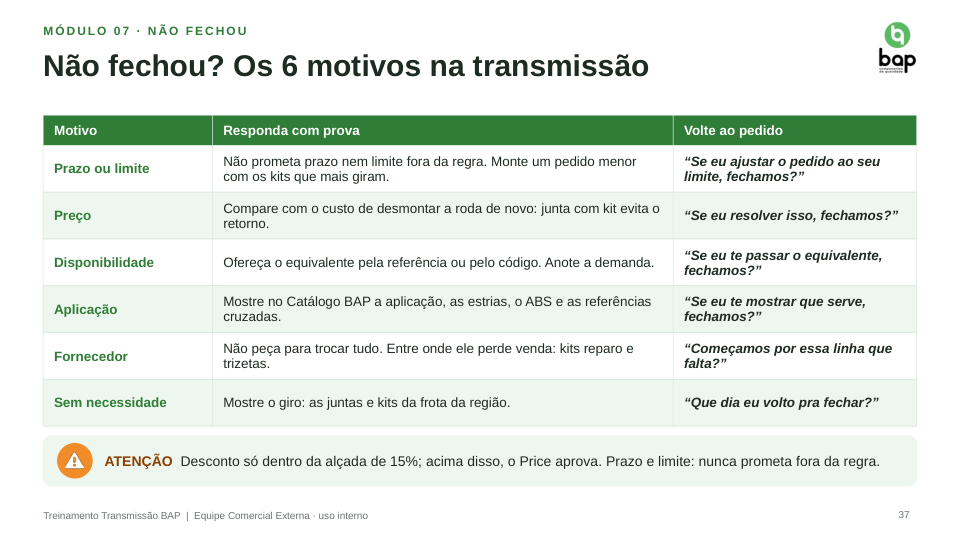 MÓDULO 07 · NÃO FECHOU
Não fechou? Os 6 motivos na transmissão
bap
Motivo
Responda com prova
Volte ao pedido
Prazo ou limite
Não prometa prazo nem limite fora da regra. Monte um pedido menor
com os kits que mais giram.
“Se eu ajustar o pedido ao seu
limite, fechamos?”
Preço
Compare com o custo de desmontar a roda de novo: junta com kit evita o
retorno.
“Se eu resolver isso, fechamos?”
Disponibilidade
Ofereça o equivalente pela referência ou pelo código. Anote a demanda.
“Se eu te passar o equivalente,
fechamos?”
Aplicação
Mostre no Catálogo BAP a aplicação, as estrias, o ABS e as referências
cruzadas.
“Se eu te mostrar que serve,
fechamos?”
Fornecedor
Não peça para trocar tudo. Entre onde ele perde venda: kits reparo e
trizetas.
“Começamos por essa linha que
falta?”
Sem necessidade
Mostre o giro: as juntas e kits da frota da região.
“Que dia eu volto pra fechar?”
ATENÇÃO Desconto só dentro da alçada de 15%; acima disso, o Price aprova. Prazo e limite: nunca prometa fora da regra.
Treinamento Transmissão BAP | Equipe Comercial Externa · uso interno
37